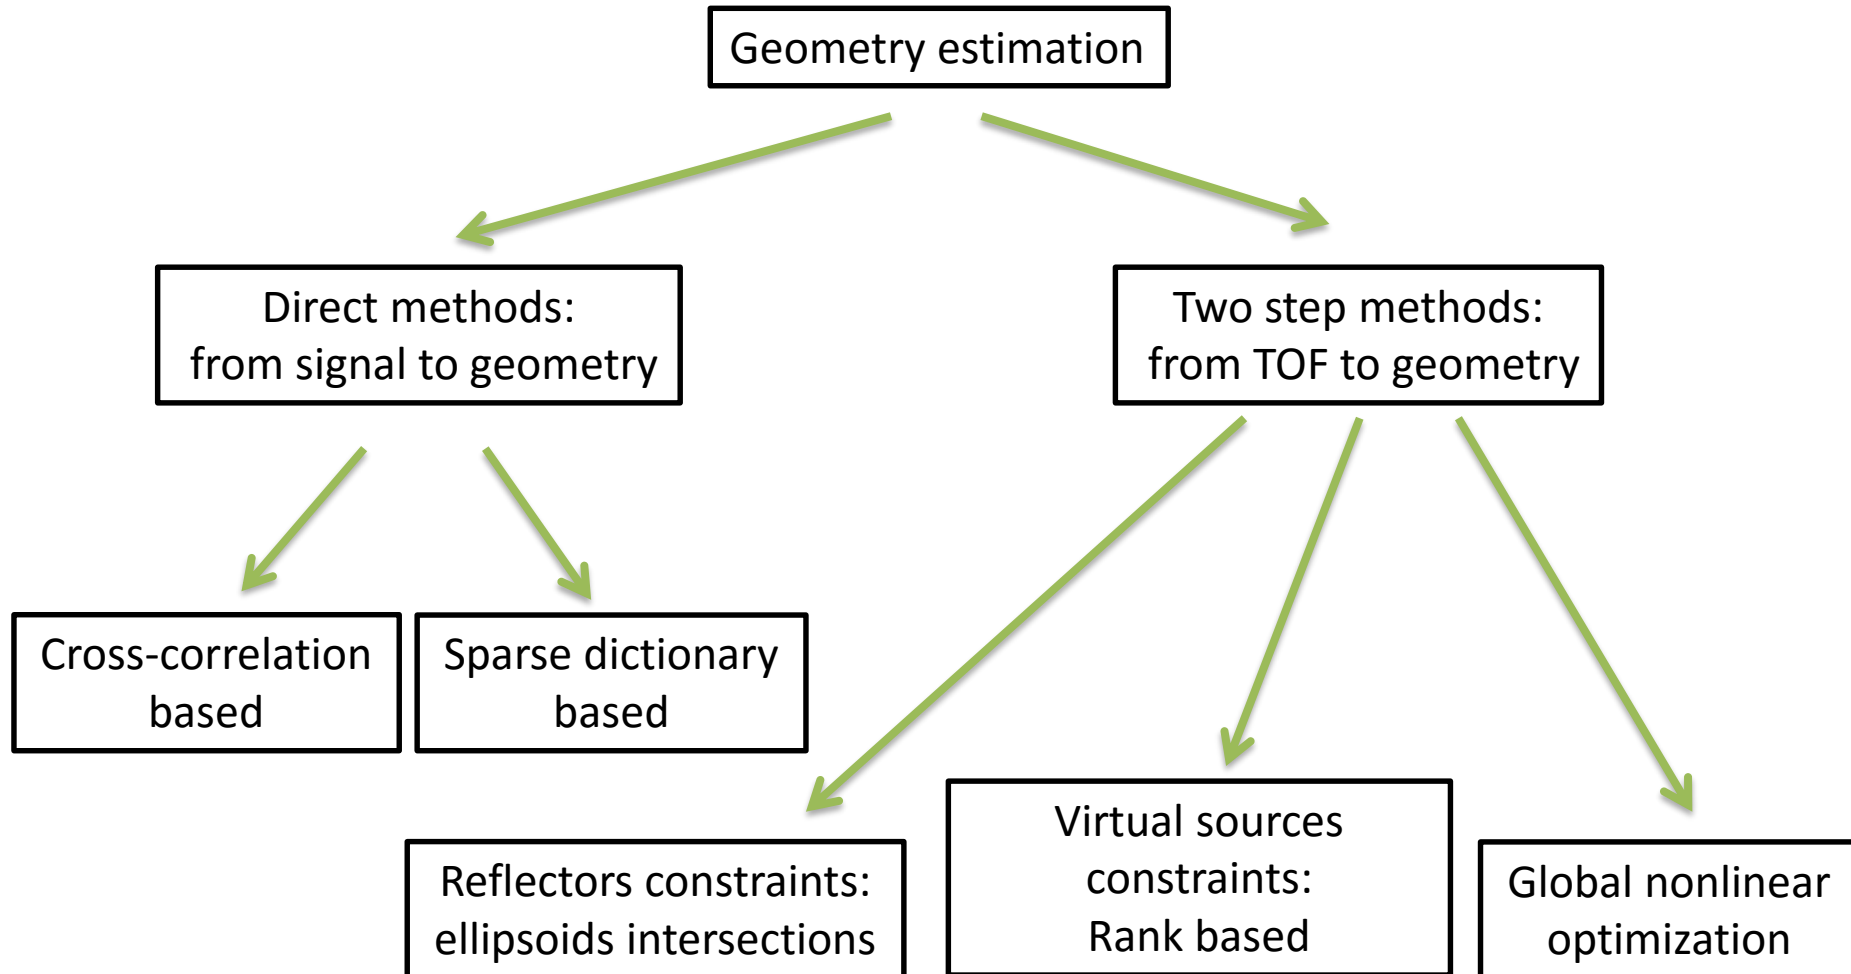 Geometry estimation
Direct methods:
from signal to geometry
Two step methods:
from TOF to geometry
Cross-correlation
based
Sparse dictionary
based
Reflectors constraints:
ellipsoids intersections
Virtual sources
constraints:
Rank based
Global nonlinear
optimization